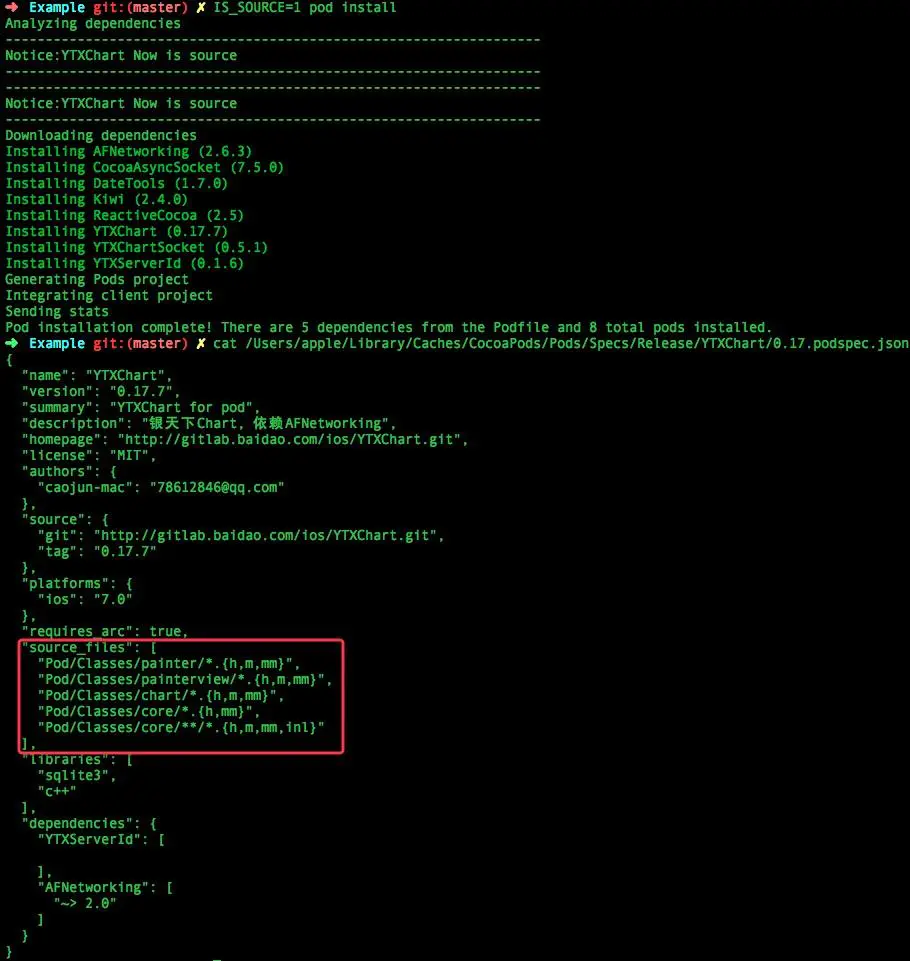 ➜ Example git:(master) ✗ IS_SOURCE=1 pod install
Analyzing dependencies
-------------------------------------------------------------------
Notice:YTXChart Now is source
-------------------------------------------------------------------
-------------------------------------------------------------------
Notice:YTXChart Now is source
-------------------------------------------------------------------
Downloading dependencies
Installing AFNetworking (2.6.3)
Installing CocoaAsyncSocket (7.5.0)
Installing DateTools (1.7.0)
Installing Kiwi (2.4.0)
Installing ReactiveCocoa (2.5)
Installing YTXChart (0.17.7)
Installing YTXChartSocket (0.5.1)
Installing YTXServerId (0.1.6)
Generating Pods project
Integrating client project
Sending stats
Pod installation complete! There are 5 dependencies from the Podfile and 8 total pods installed.
➜ Example git:(master) ✗ cat /Users/apple/Library/Caches/CocoaPods/Pods/Specs/Release/YTXChart/0.17.podspec.json
{
"name": "YTXChart",
"version": "0.17.7",
"summary": "YTXChart for pod",
"description": "银天下Chart, 依赖AFNetworking",
"homepage": "http://gitlab.baidao.com/ios/YTXChart.git",
"license": "MIT",
"authors": {
"caojun-mac": "78612846@qq.com"
},
"source": {
"git": "http://gitlab.baidao.com/ios/YTXChart.git",
"tag": "0.17.7"
},
"platforms": {
"ios": "7.0"
},
"requires_arc": true,
"source_files": [
"Pod/Classes/painter/*.{h,m,mm}",
"Pod/Classes/painterview/*.{h,m,mm}",
"Pod/Classes/chart/*.{h,m,mm}",
"Pod/Classes/core/*.{h,mm}",
"Pod/Classes/core/**/*.{h,m,mm,inl}"
],
"libraries": [
"sqlite3",
"c++"
],
"dependencies": {
"YTXServerId": [
],
"AFNetworking": [
"~> 2.0"
]
}
}